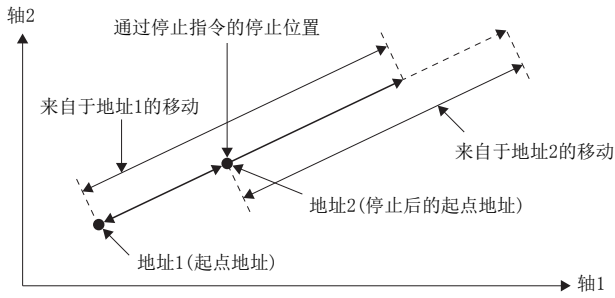 轴2
通过停止指令的停止位置
来自于地址1的移动
来自于地址2的移动
地址2(停止后的起点地址)
地址1(起点地址)
轴1